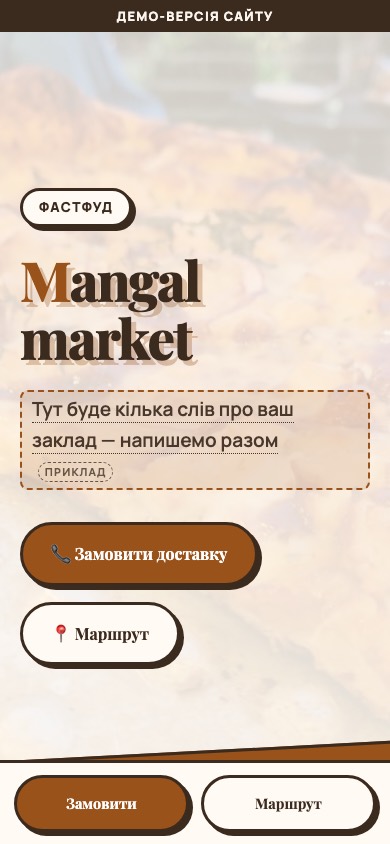 ДЕМО-ВЕРСІЯ САЙТУ
ФАСТФУД
Mangal
market
Тут буде кілька слів про ваш
заклад — напишемо разом
ПРИКЛАД
Замовити доставку
Маршрут
Замовити
Маршрут